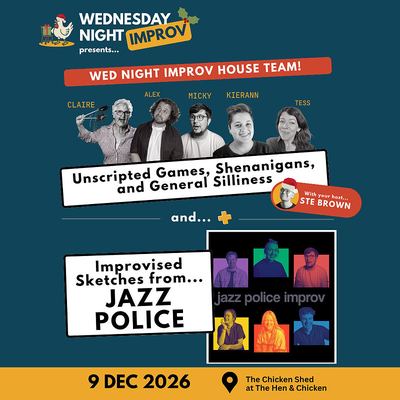 WEDNESDAY
NIGHT IMPROV
presents...
WED NIGHT IMPROV HOUSE TEAM!
CLAIRE ALEX MICKY KIERANN TESS
Unscripted Games, Shenanigans,
and General Silliness
With your host...
STE BROWN
and... +
Improvised
Sketches from...
JAZZ
POLICE
jazz police improv
9 DEC 2026
The Chicken Shed
at The Hen & Chicken